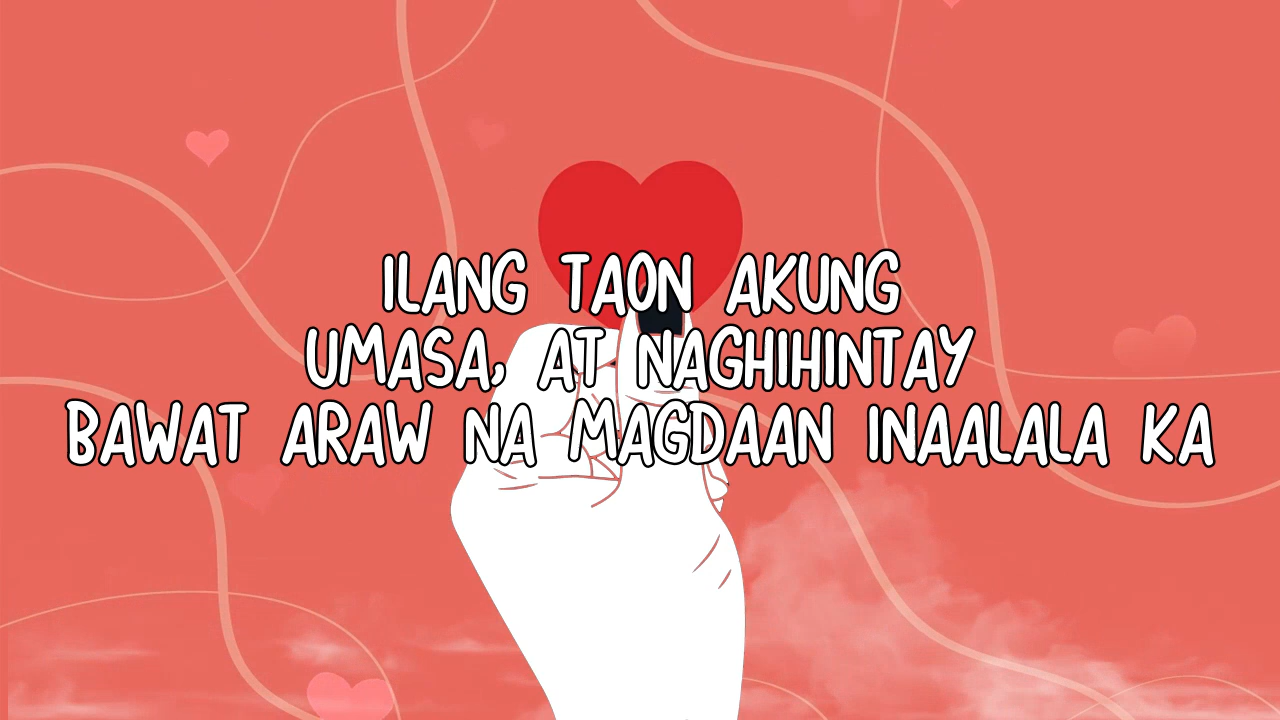 ILANG TAON AKUNG
UMASA, AT NAGHIHINTAY
BAWAT ARAW NA MAGDAAN INAALALA KA